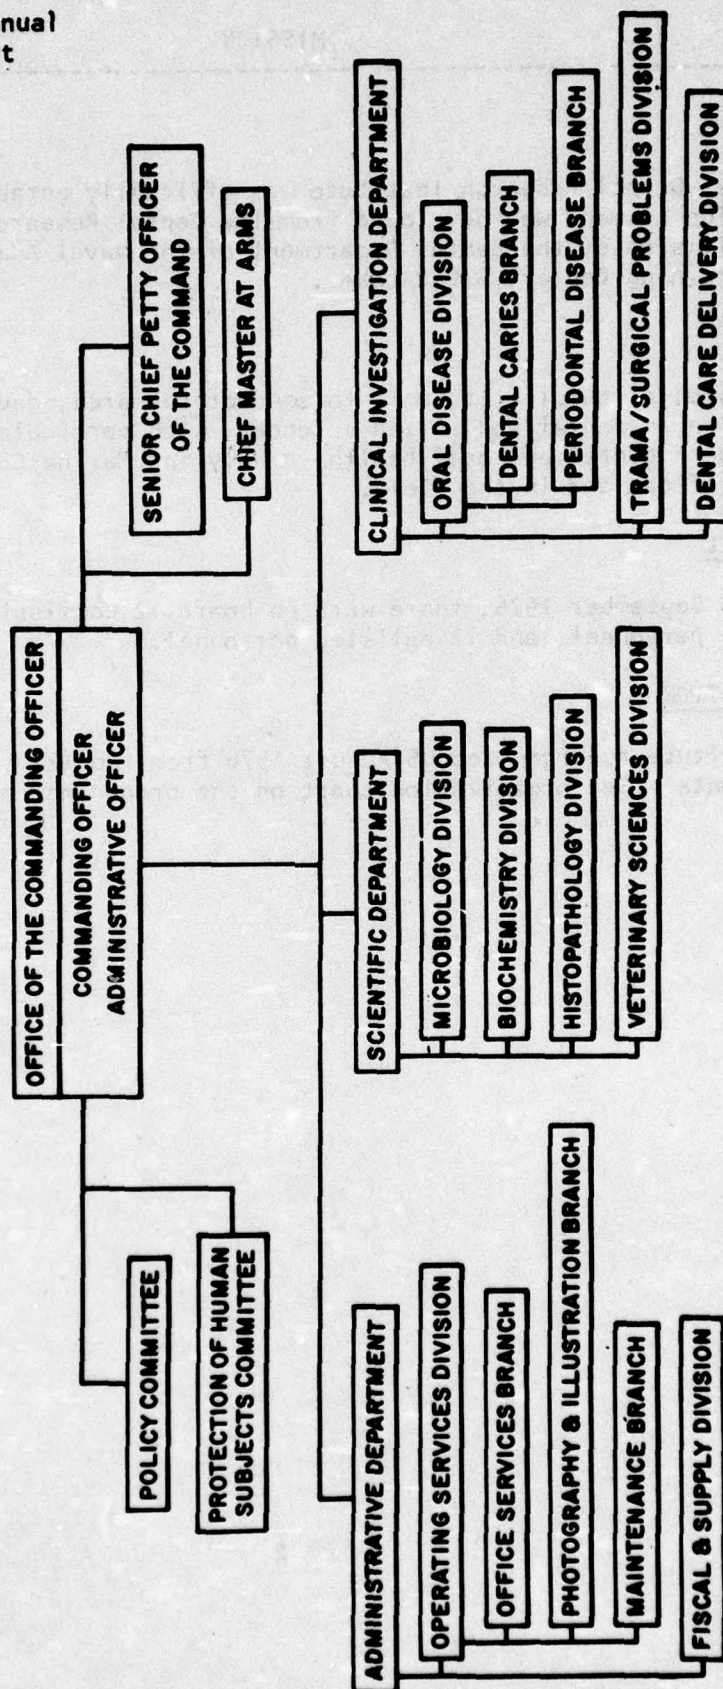 nual
t
OFFICE OF THE COMMANDING OFFICER
COMMANDING OFFICER
ADMINISTRATIVE OFFICER
POLICY COMMITTEE
PROTECTION OF HUMAN
SUBJECTS COMMITTEE
SENIOR CHIEF PETTY OFFICER
OF THE COMMAND
CHIEF MASTER AT ARMS
ADMINISTRATIVE DEPARTMENT
OPERATING SERVICES DIVISION
OFFICE SERVICES BRANCH
PHOTOGRAPHY & ILLUSTRATION BRANCH
MAINTENANCE BRANCH
FISCAL & SUPPLY DIVISION
SCIENTIFIC DEPARTMENT
MICROBIOLOGY DIVISION
BIOCHEMISTRY DIVISION
HISTOPATHOLOGY DIVISION
VETERINARY SCIENCES DIVISION
CLINICAL INVESTIGATION DEPARTMENT
ORAL DISEASE DIVISION
DENTAL CARIES BRANCH
PERIODONTAL DISEASE BRANCH
TRAMA/SURGICAL PROBLEMS DIVISION
DENTAL CARE DELIVERY DIVISION